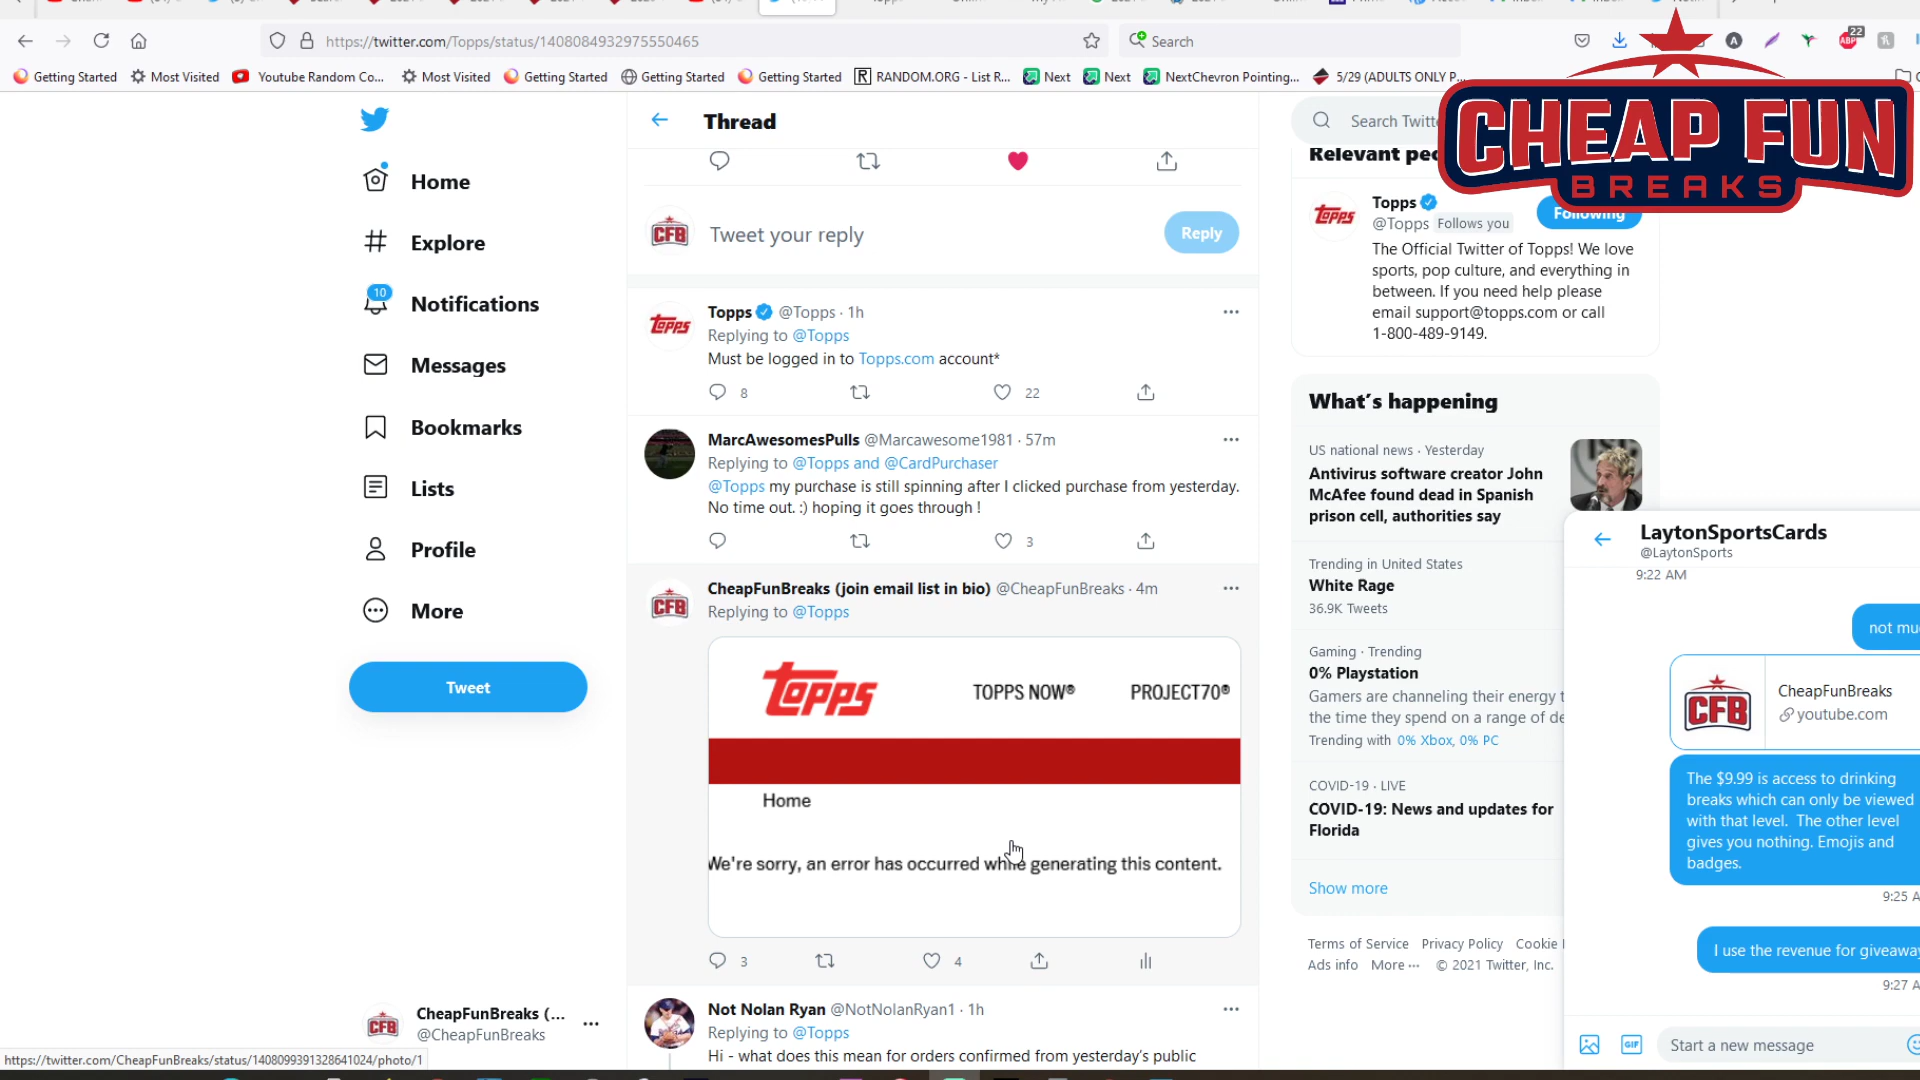 https://twitter.com/Topps/status/1408084932975550465
Search
22
ABP
Getting Started
Most Visited
Youtube Random Co...
Most Visited
Getting Started
Getting Started
Getting Started
RANDOM.ORG - List R...
Next
Next
NextChevron Pointing...
5/29 (ADULTS ONLY P...
CHEAP FUN
BREAKS
Home
Explore
10
Notifications
Messages
Bookmarks
Lists
Profile
More
Tweet
CheapFunBreaks (...
@CheapFunBreaks
https://twitter.com/CheapFunBreaks/status/1408099391328641024/photo/1
Thread
CFB
Tweet your reply
Reply
Topps
Topps @Topps · 1h
Replying to @Topps
Must be logged in to Topps.com account*
8
22
MarcAwesomesPulls @Marcawesome1981 · 57m
Replying to @Topps and @CardPurchaser
@Topps my purchase is still spinning after I clicked purchase from yesterday.
No time out. :) hoping it goes through !
3
CFB
CheapFunBreaks (join email list in bio) @CheapFunBreaks · 4m
Replying to @Topps
Topps
TOPPS NOW®
PROJECT70®
Home
We're sorry, an error has occurred while generating this content.
3
4
Not Nolan Ryan @NotNolanRyan1 · 1h
Replying to @Topps
Hi - what does this mean for orders confirmed from yesterday's public
Search Twitt
Relevant peo
Topps
Topps
@Topps Follows you
Following
The Official Twitter of Topps! We love
sports, pop culture, and everything in
between. If you need help please
email support@topps.com or call
1-800-489-9149.
What's happening
US national news · Yesterday
Antivirus software creator John
McAfee found dead in Spanish
prison cell, authorities say
Trending in United States
White Rage
36.9K Tweets
Gaming · Trending
0% Playstation
Gamers are channeling their energy t
the time they spend on a range of de
Trending with 0% Xbox, 0% PC
COVID-19 · LIVE
COVID-19: News and updates for
Florida
Show more
Terms of Service Privacy Policy Cookie
Ads info More ··· © 2021 Twitter, Inc.
LaytonSportsCards
@LaytonSports
9:22 AM
not mu
CFB
CheapFunBreaks
youtube.com
The $9.99 is access to drinking
breaks which can only be viewed
with that level. The other level
gives you nothing. Emojis and
badges.
9:25 A
I use the revenue for giveaway
9:27 A
GIF
Start a new message
CFB